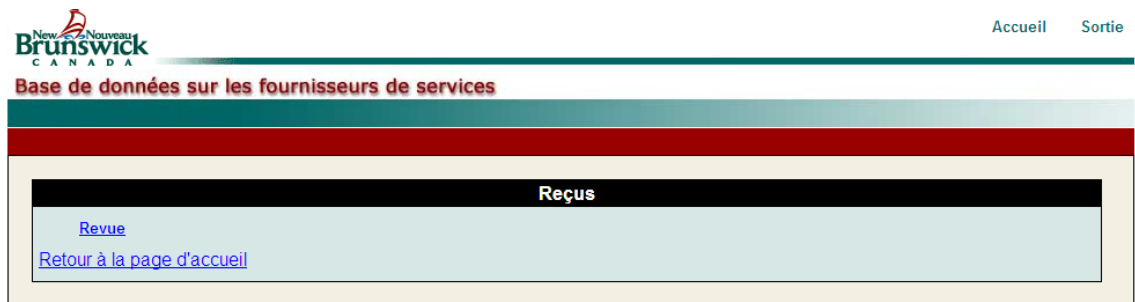 New Nouveau
Brunswick
CANADA
Accueil Sortie
Base de données sur les fournisseurs de services
Reçus
Revue
Retour à la page d'accueil